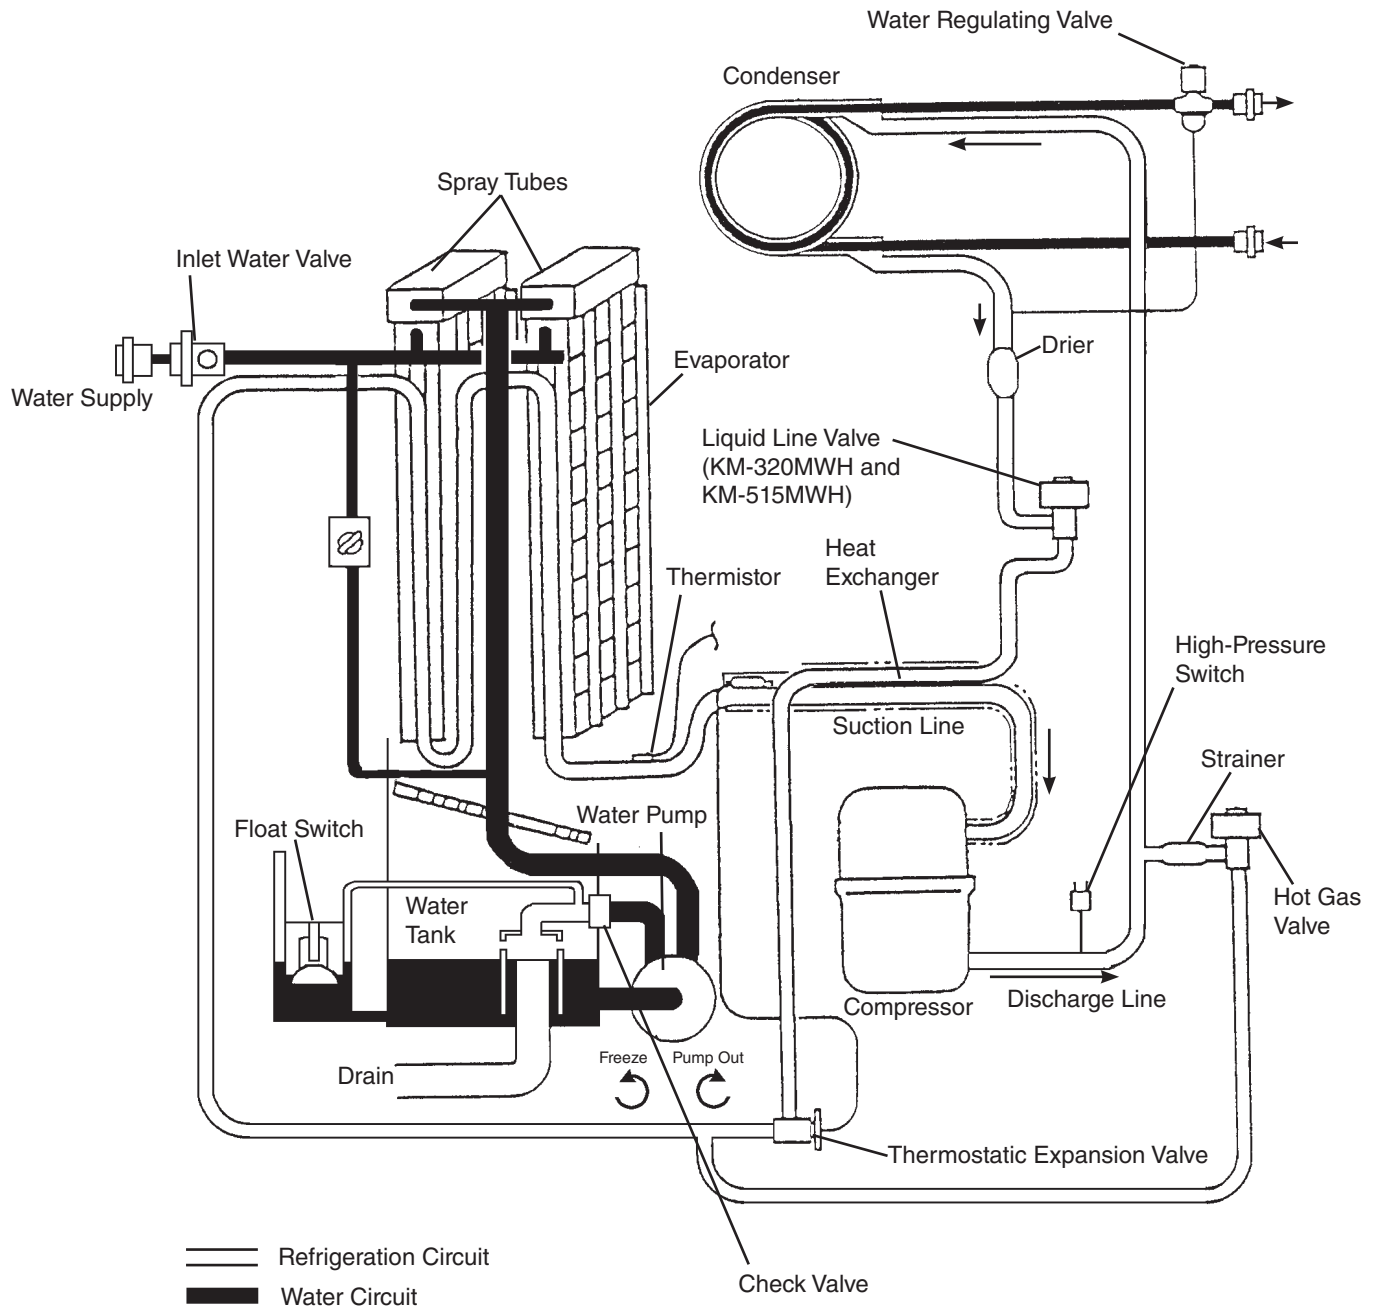 Water Regulating Valve
Condenser
Spray Tubes
Inlet Water Valve
Water Supply
Evaporator
Drier
Liquid Line Valve
(KM-320MWH and
KM-515MWH)
Heat
Exchanger
Thermistor
High-Pressure
Switch
Suction Line
Strainer
Water Pump
Float Switch
Hot Gas
Valve
Water
Tank
Compressor
Discharge Line
Drain
Freeze
Pump Out
Thermostatic Expansion Valve
Refrigeration Circuit
Water Circuit
Check Valve